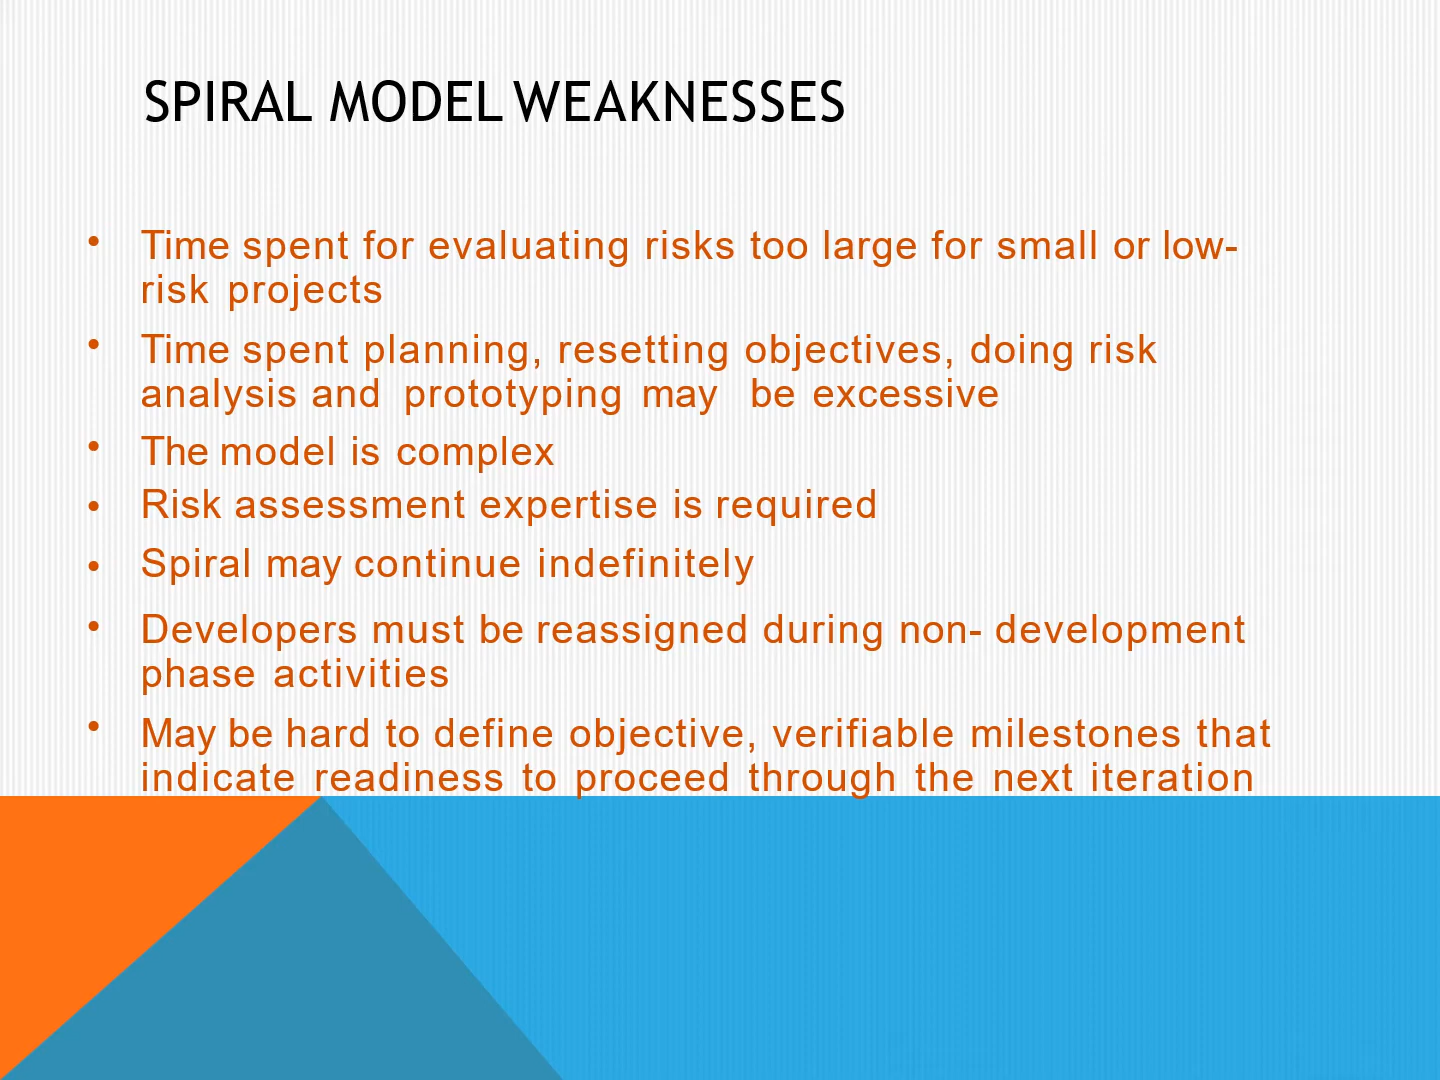 SPIRAL MODEL WEAKNESSES
• Time spent for evaluating risks too large for small or low-
risk projects
• Time spent planning, resetting objectives, doing risk
analysis and prototyping may be excessive
• The model is complex
• Risk assessment expertise is required
• Spiral may continue indefinitely
• Developers must be reassigned during non- development
phase activities
• May be hard to define objective, verifiable milestones that
indicate readiness to proceed through the next iteration